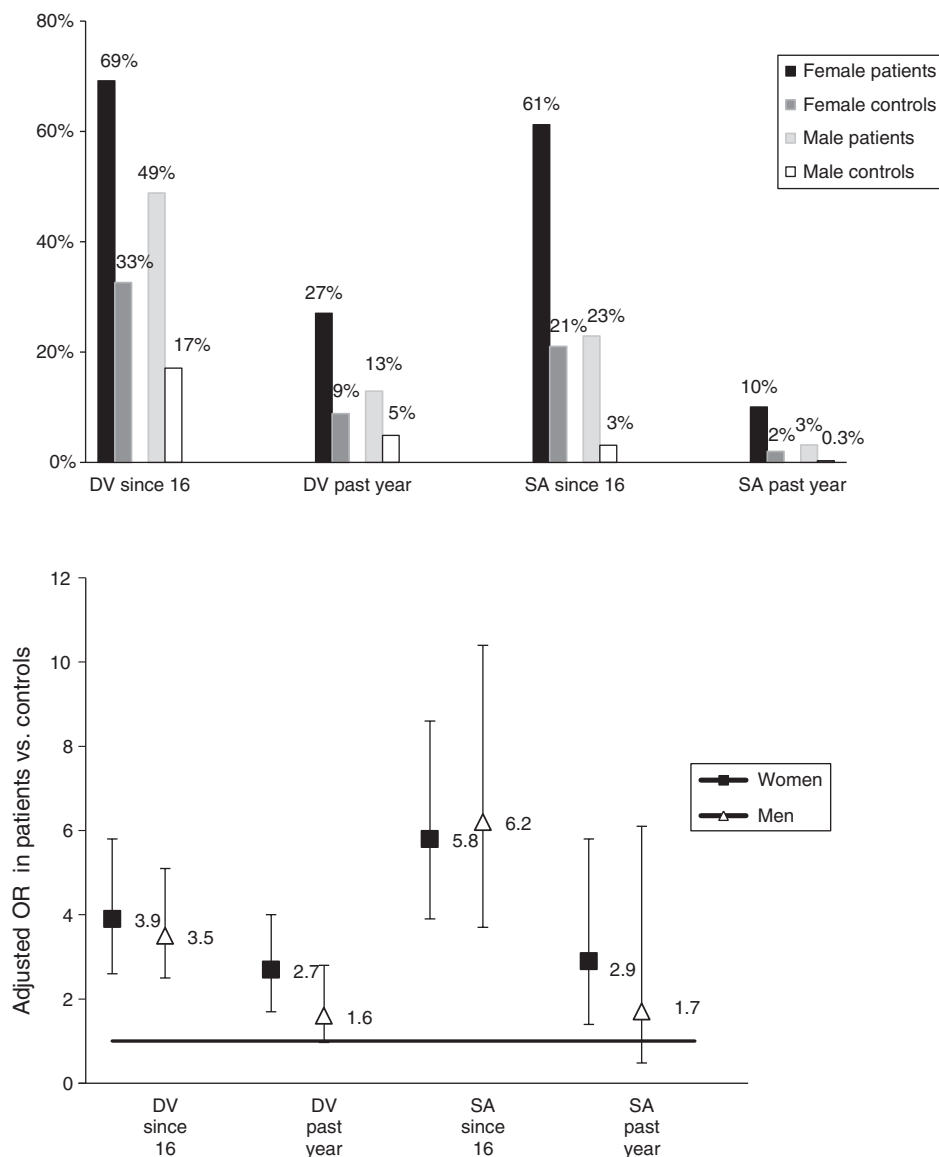 80%
69%
Female patients
61%
Female controls
60%
Male patients
49%
Male controls
40%
33%
27%
21%
23%
20%
17%
13%
9%
10%
5%
3%
2%
3%
0.3%
0%
DV since 16
DV past year
SA since 16
SA past year
12
10
8
6
4
2
0
Adjusted OR in patients vs. controls
Women
Men
3.9
3.5
2.7
1.6
5.8
6.2
2.9
1.7
DV
since
16
DV
past
year
SA
since
16
SA
past
year